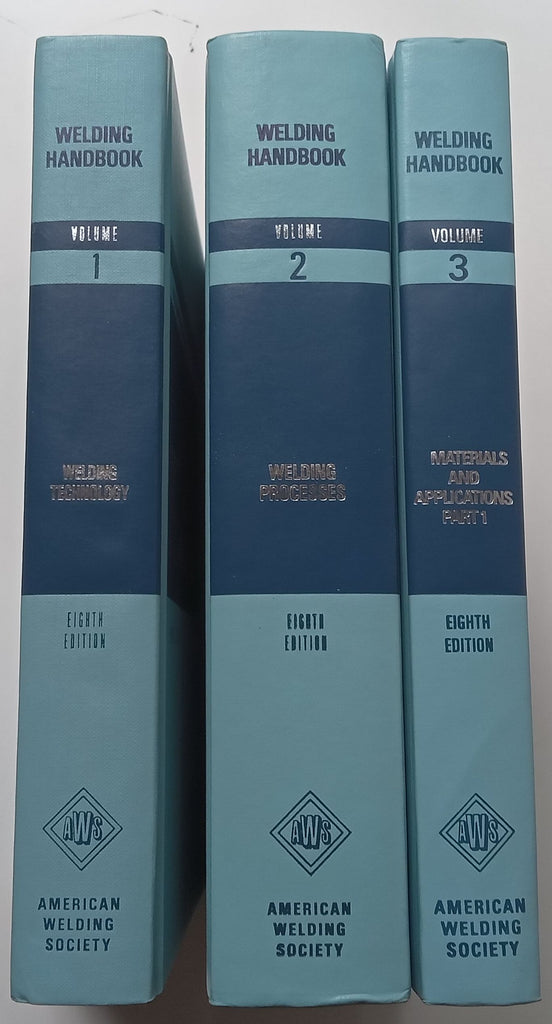 WELDING
HANDBOOK
VOLUME
1
WELDING
TECHNOLOGY
EIGHTH
EDITION
AWS
AMERICAN
WELDING
SOCIETY
WELDING
HANDBOOK
VOLUME
2
WELDING
PROCESSES
EIGHTH
EDITION
AWS
AMERICAN
WELDING
SOCIETY
WELDING
HANDBOOK
VOLUME
3
MATERIALS
AND
APPLICATIONS
PART 1
EIGHTH
EDITION
AWS
AMERICAN
WELDING
SOCIETY